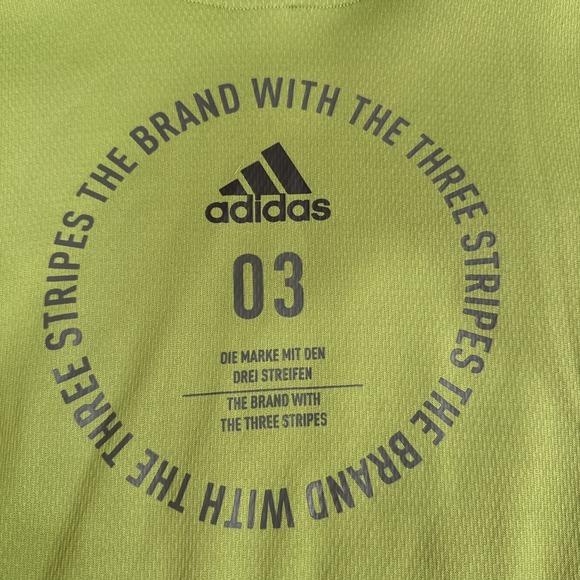 THE BRAND WITH THE THREE STRIPES THE BRAND WITH THE THREE STRIPES
adidas
03
DIE MARKE MIT DEN
DREI STREIFEN
THE BRAND WITH
THE THREE STRIPES